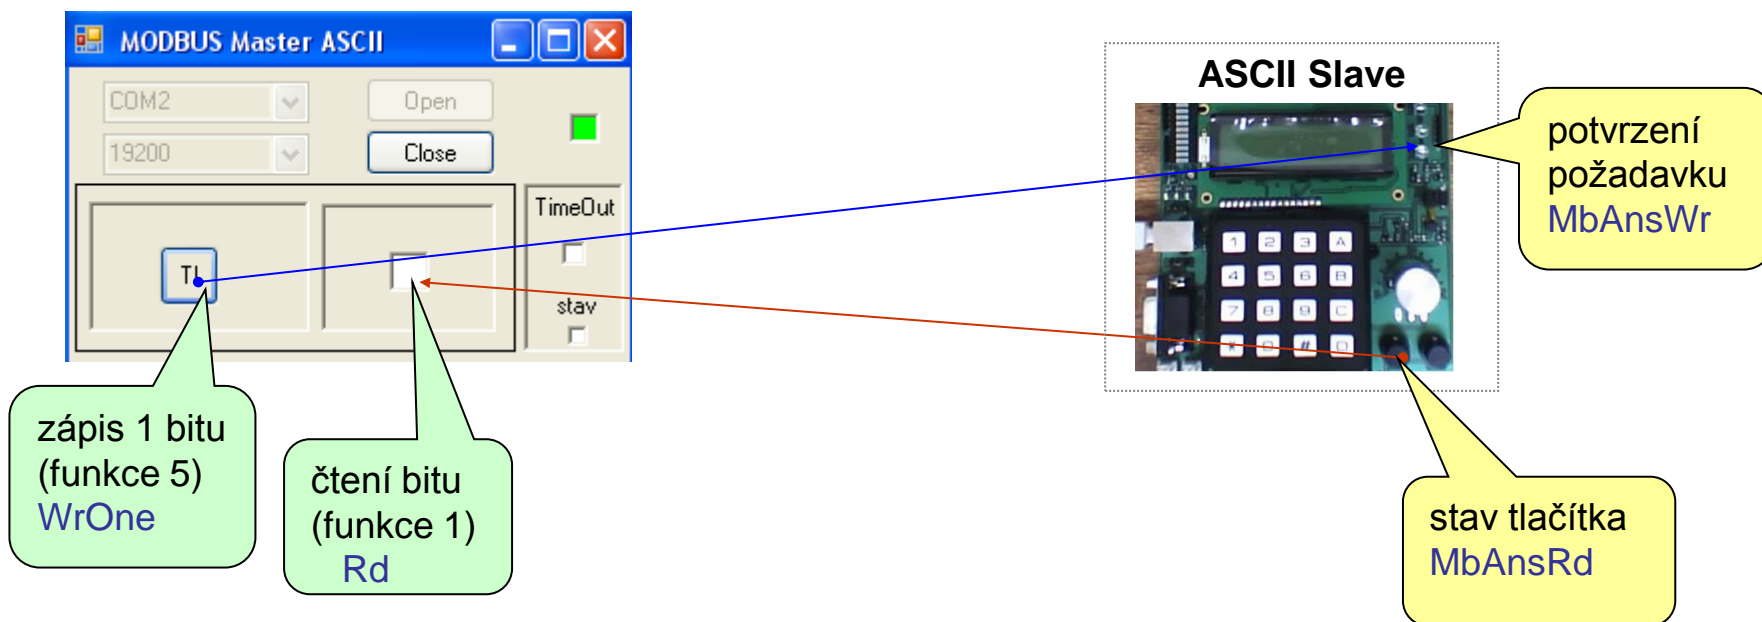 MODBUS Master ASCII
COM2
Open
19200
Close
TimeOut
stav
zápis 1 bitu
(funkce 5)
WrOne
čtení bitu
(funkce 1)
Rd
ASCII Slave
1 2 3 A
4 5 6 B
7 8 9 C
* 0 # D
potvrzení
požadavku
MbAnsWr
stav tlačítka
MbAnsRd